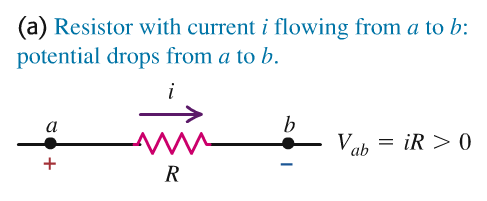 (a) Resistor with current i flowing from a to b:
potential drops from a to b.
i
a
b
V_ab = iR > 0
+
–
R